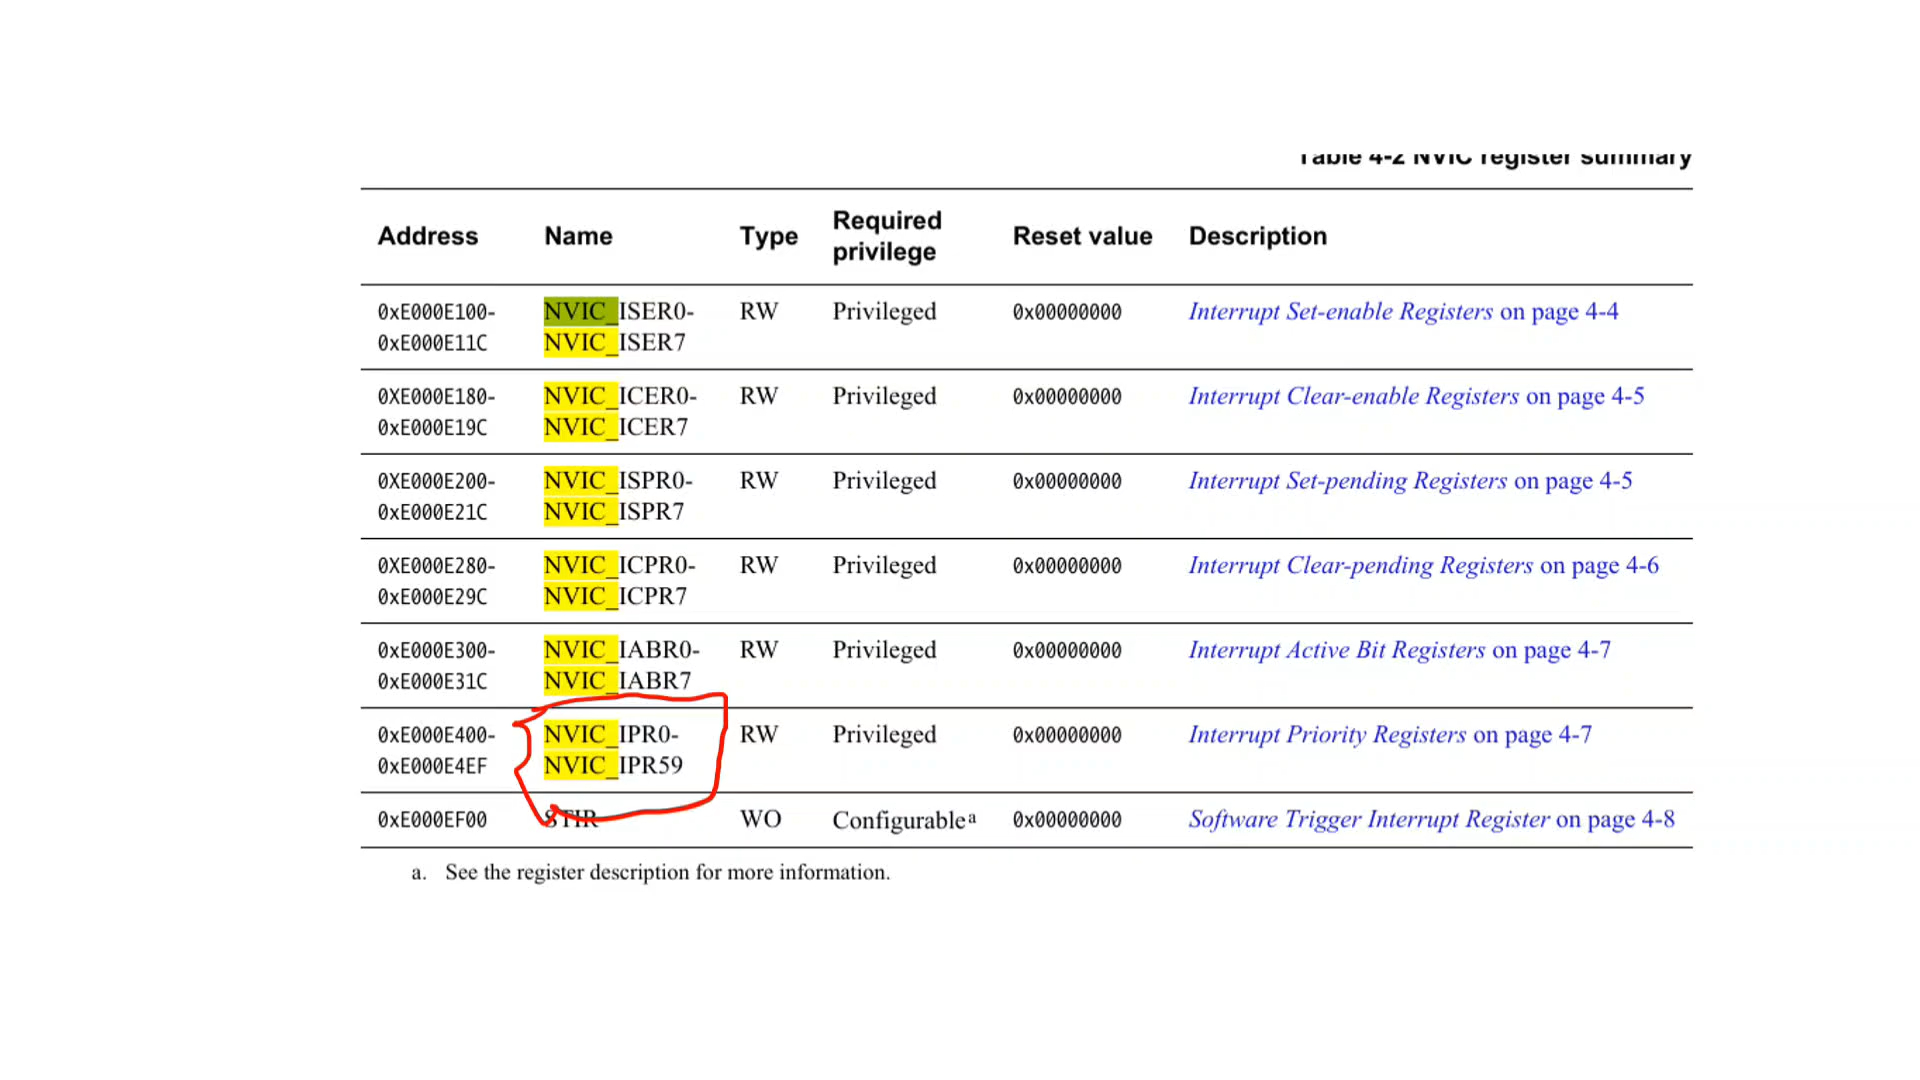 Table 4-2 NVIC register summary
Address Name Type Required privilege Reset value Description
0xE000E100- NVIC_ISER0- RW Privileged 0x00000000 Interrupt Set-enable Registers on page 4-4
0xE000E11C NVIC_ISER7
0XE000E180- NVIC_ICER0- RW Privileged 0x00000000 Interrupt Clear-enable Registers on page 4-5
0xE000E19C NVIC_ICER7
0XE000E200- NVIC_ISPR0- RW Privileged 0x00000000 Interrupt Set-pending Registers on page 4-5
0xE000E21C NVIC_ISPR7
0XE000E280- NVIC_ICPR0- RW Privileged 0x00000000 Interrupt Clear-pending Registers on page 4-6
0xE000E29C NVIC_ICPR7
0xE000E300- NVIC_IABR0- RW Privileged 0x00000000 Interrupt Active Bit Registers on page 4-7
0xE000E31C NVIC_IABR7
0xE000E400- NVIC_IPR0- RW Privileged 0x00000000 Interrupt Priority Registers on page 4-7
0xE000E4EF NVIC_IPR59
0xE000EF00 STIR WO Configurable a 0x00000000 Software Trigger Interrupt Register on page 4-8
a. See the register description for more information.